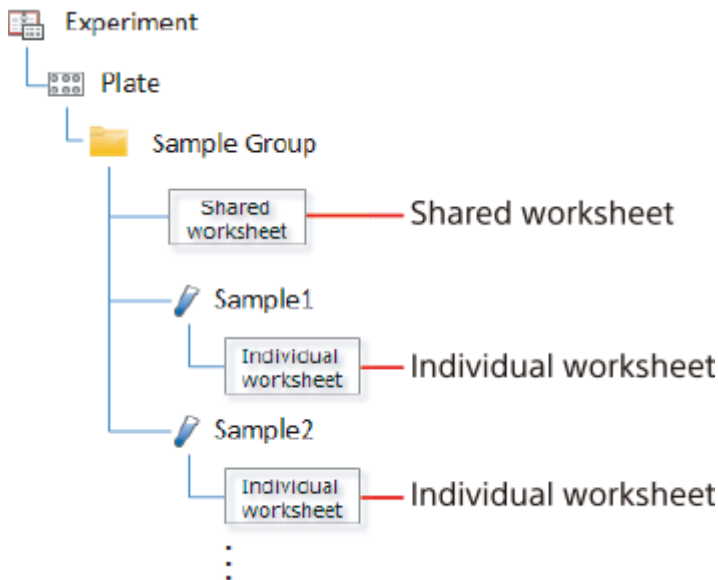 Experiment
Plate
Sample Group
Shared
worksheet
Shared worksheet
Sample1
Individual
worksheet
Individual worksheet
Sample2
Individual
worksheet
Individual worksheet